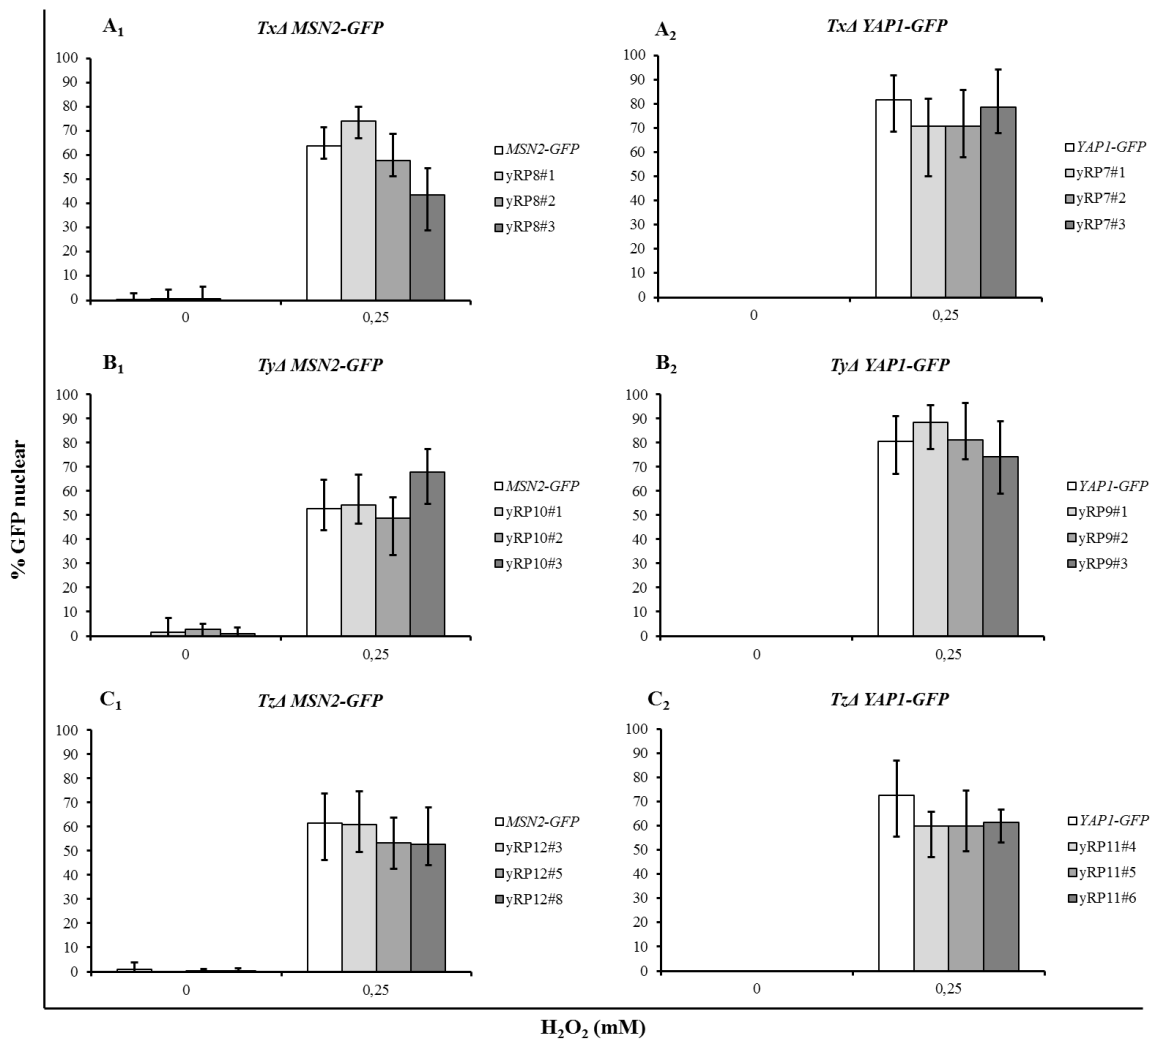 A₁
TxΔ MSN2-GFP
100
90
80
70
60
50
40
30
20
10
0
0
0,25
MSN2-GFP
yRP8#1
yRP8#2
yRP8#3
A₂
TxΔ YAP1-GFP
100
90
80
70
60
50
40
30
20
10
0
0
0,25
YAP1-GFP
yRP7#1
yRP7#2
yRP7#3
B₁
TyΔ MSN2-GFP
100
90
80
70
60
50
40
30
20
10
0
0
0,25
MSN2-GFP
yRP10#1
yRP10#2
yRP10#3
B₂
TyΔ YAP1-GFP
100
90
80
70
60
50
40
30
20
10
0
0
0,25
YAP1-GFP
yRP9#1
yRP9#2
yRP9#3
C₁
TzΔ MSN2-GFP
100
90
80
70
60
50
40
30
20
10
0
0
0,25
MSN2-GFP
yRP12#3
yRP12#5
yRP12#8
C₂
TzΔ YAP1-GFP
100
90
80
70
60
50
40
30
20
10
0
0
0,25
YAP1-GFP
yRP11#4
yRP11#5
yRP11#6
% GFP nuclear
H₂O₂ (mM)